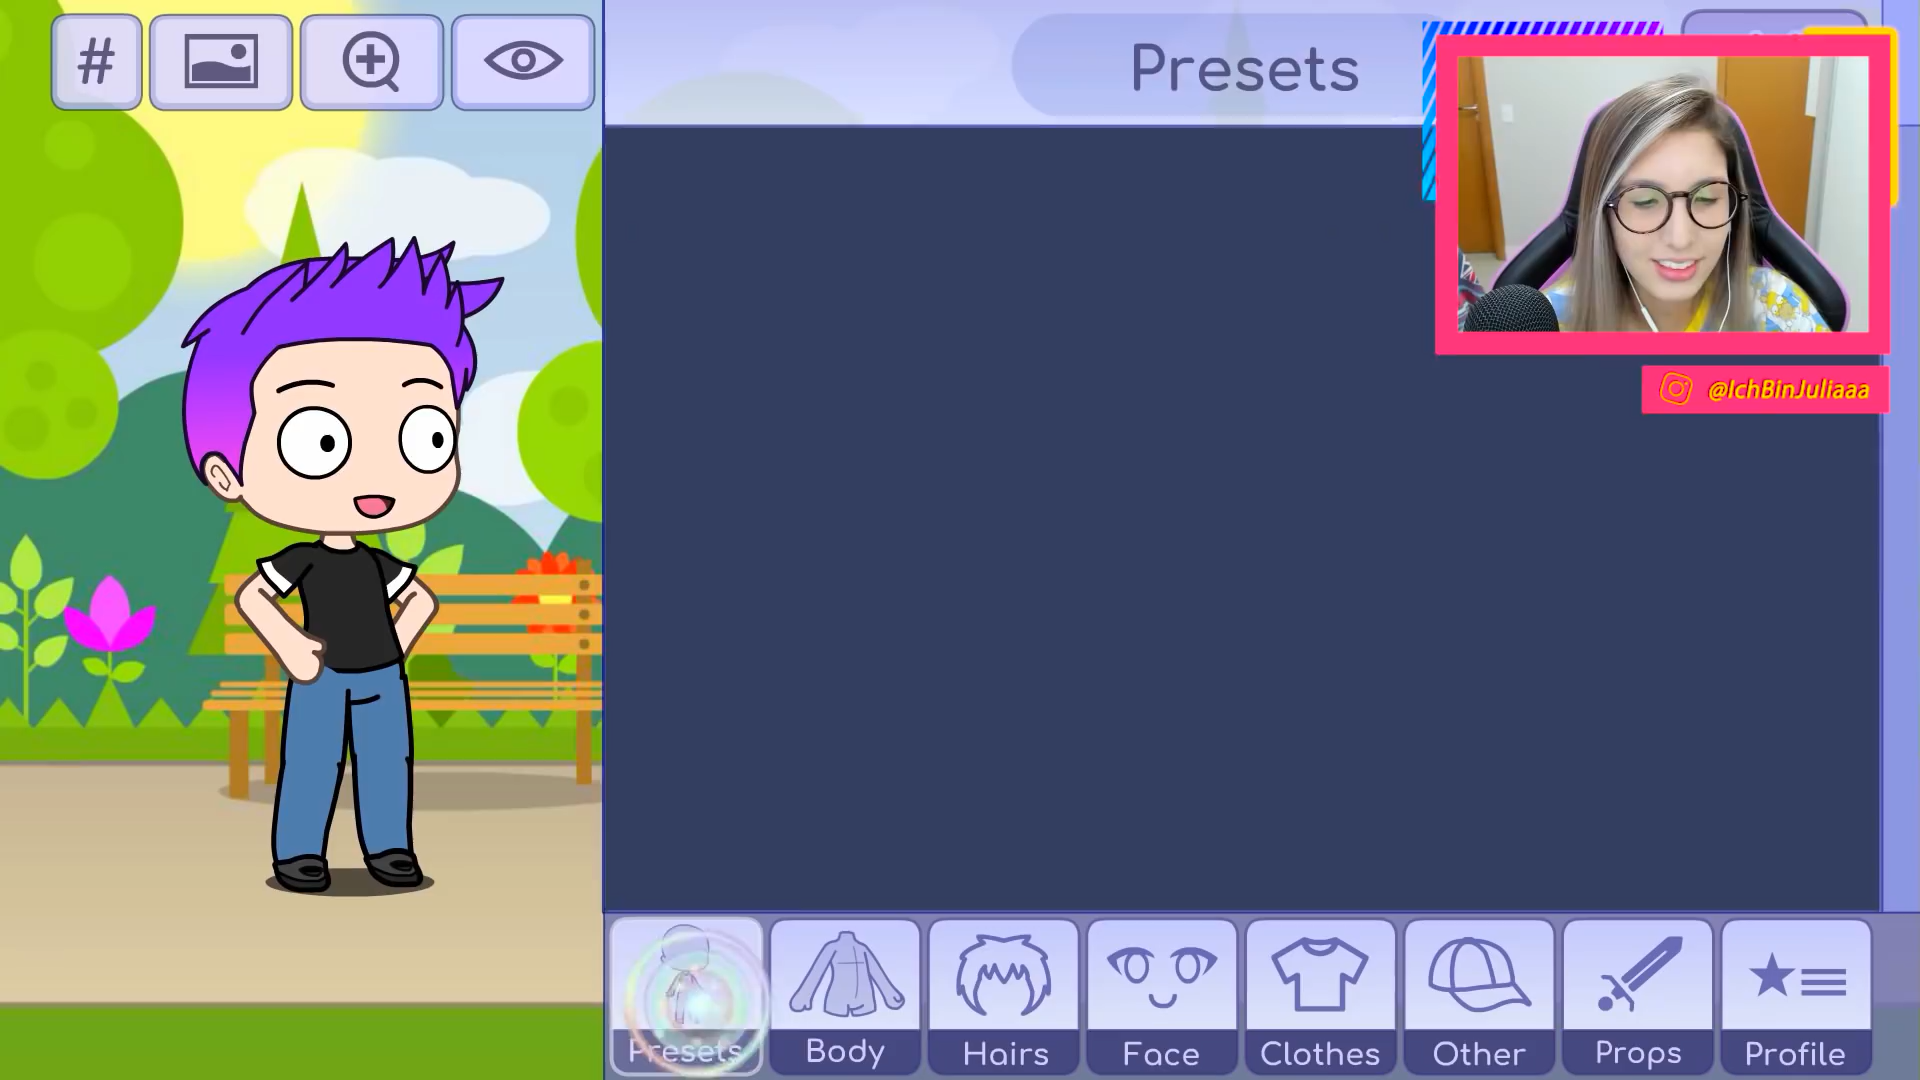 #
Presets
@IchBinJuliaaa
Presets
Body
Hairs
Face
Clothes
Other
Props
Profile